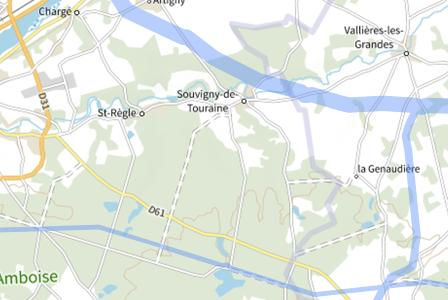 Chargé
Artigny
Vallières-les-
Grandes
D31
Souvigny-de-
Touraine
St-Règle
la Genaudière
D61
Amboise